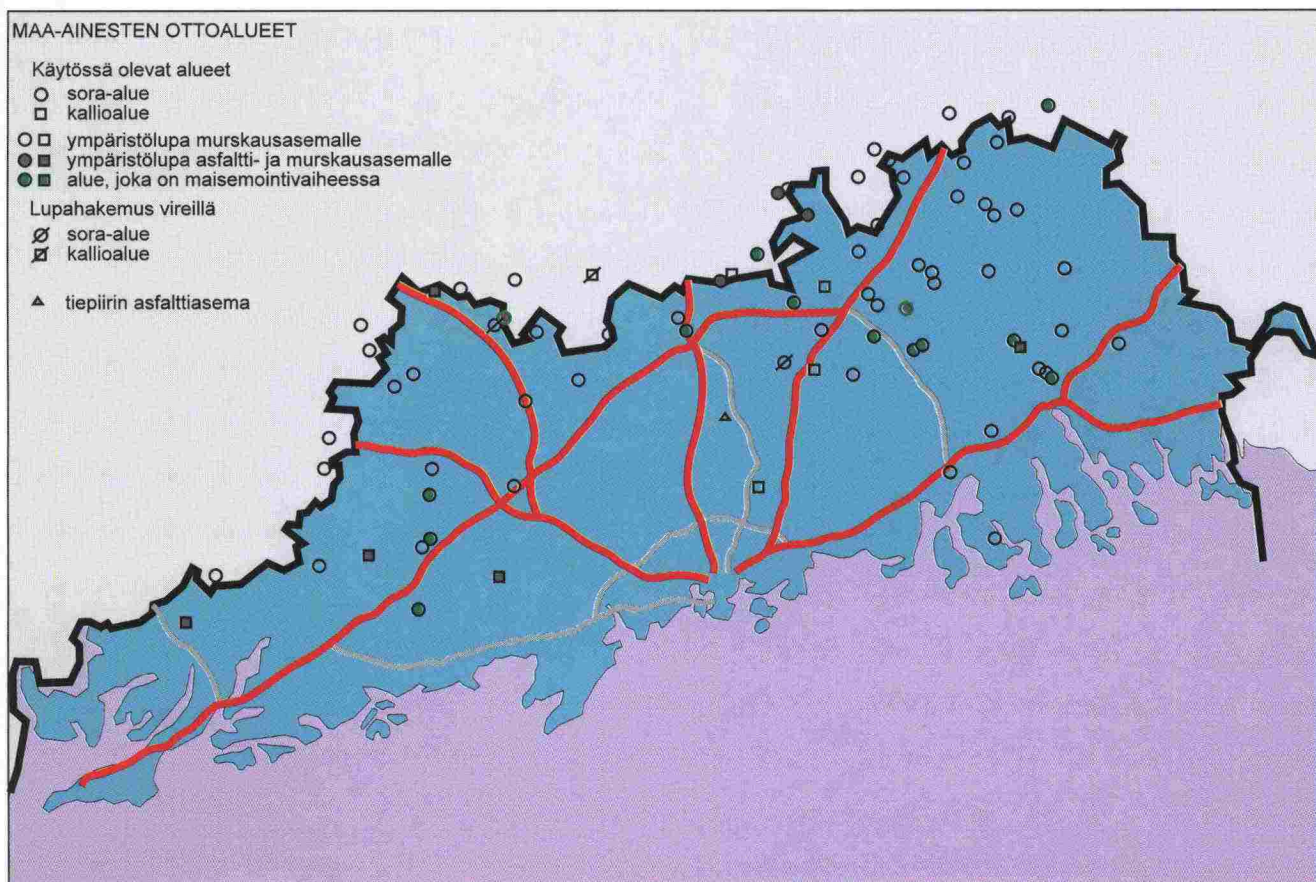 MAA-AINESTEN OTTOALUEET
Käytössä olevat alueet
sora-alue
kallioalue
ympäristölupa murskausasemalle
ympäristölupa asfaltti- ja murskausasemalle
alue, joka on maisemointivaiheessa
Lupahakemus vireillä
sora-alue
kallioalue
tiepiirin asfalttiasema